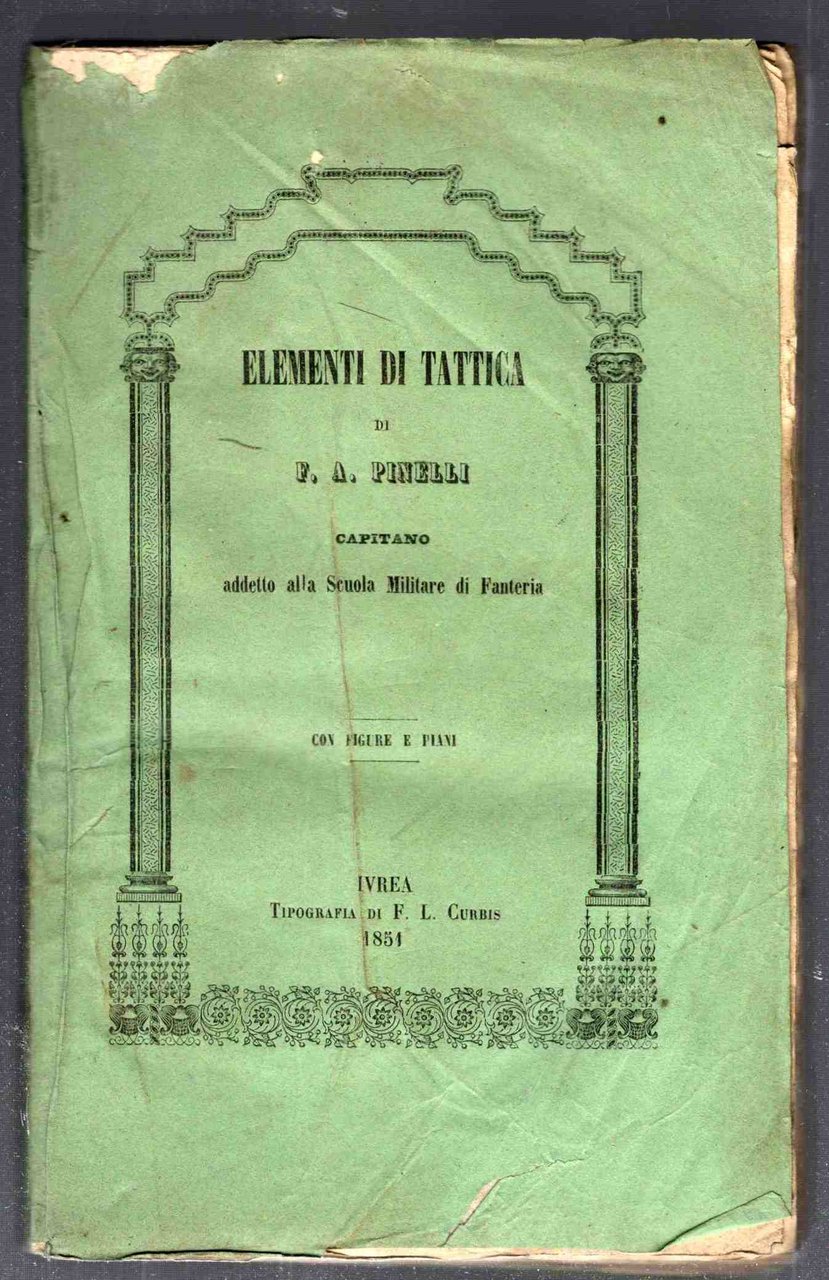 ELEMENTI DI TATTICA
DI
F. A. PINELLI
CAPITANO
addetto alla Scuola Militare di Fanteria
CON FIGURE E PIANI
IVREA
TIPOGRAFIA DI F. L. CURBIS
1851